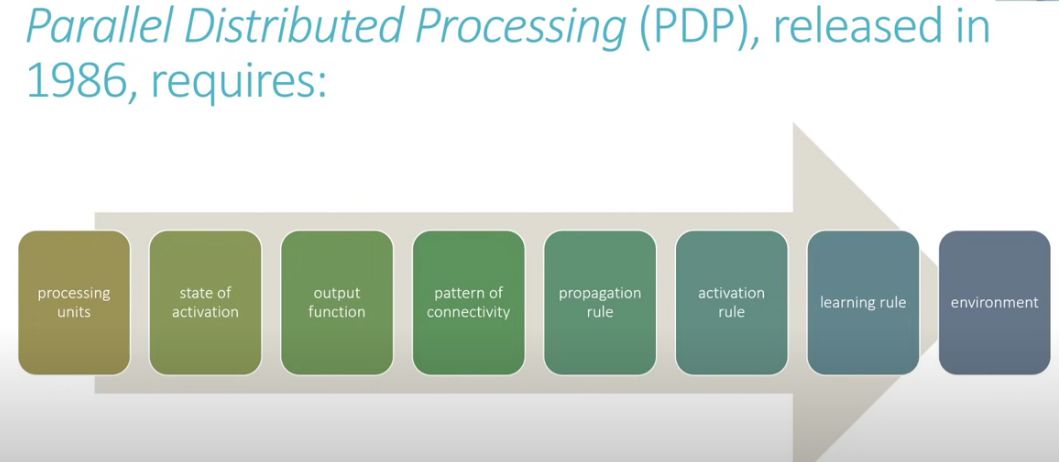 Parallel Distributed Processing (PDP), released in
1986, requires:
processing
units
state of
activation
output
function
pattern of
connectivity
propagation
rule
activation
rule
learning rule
environment